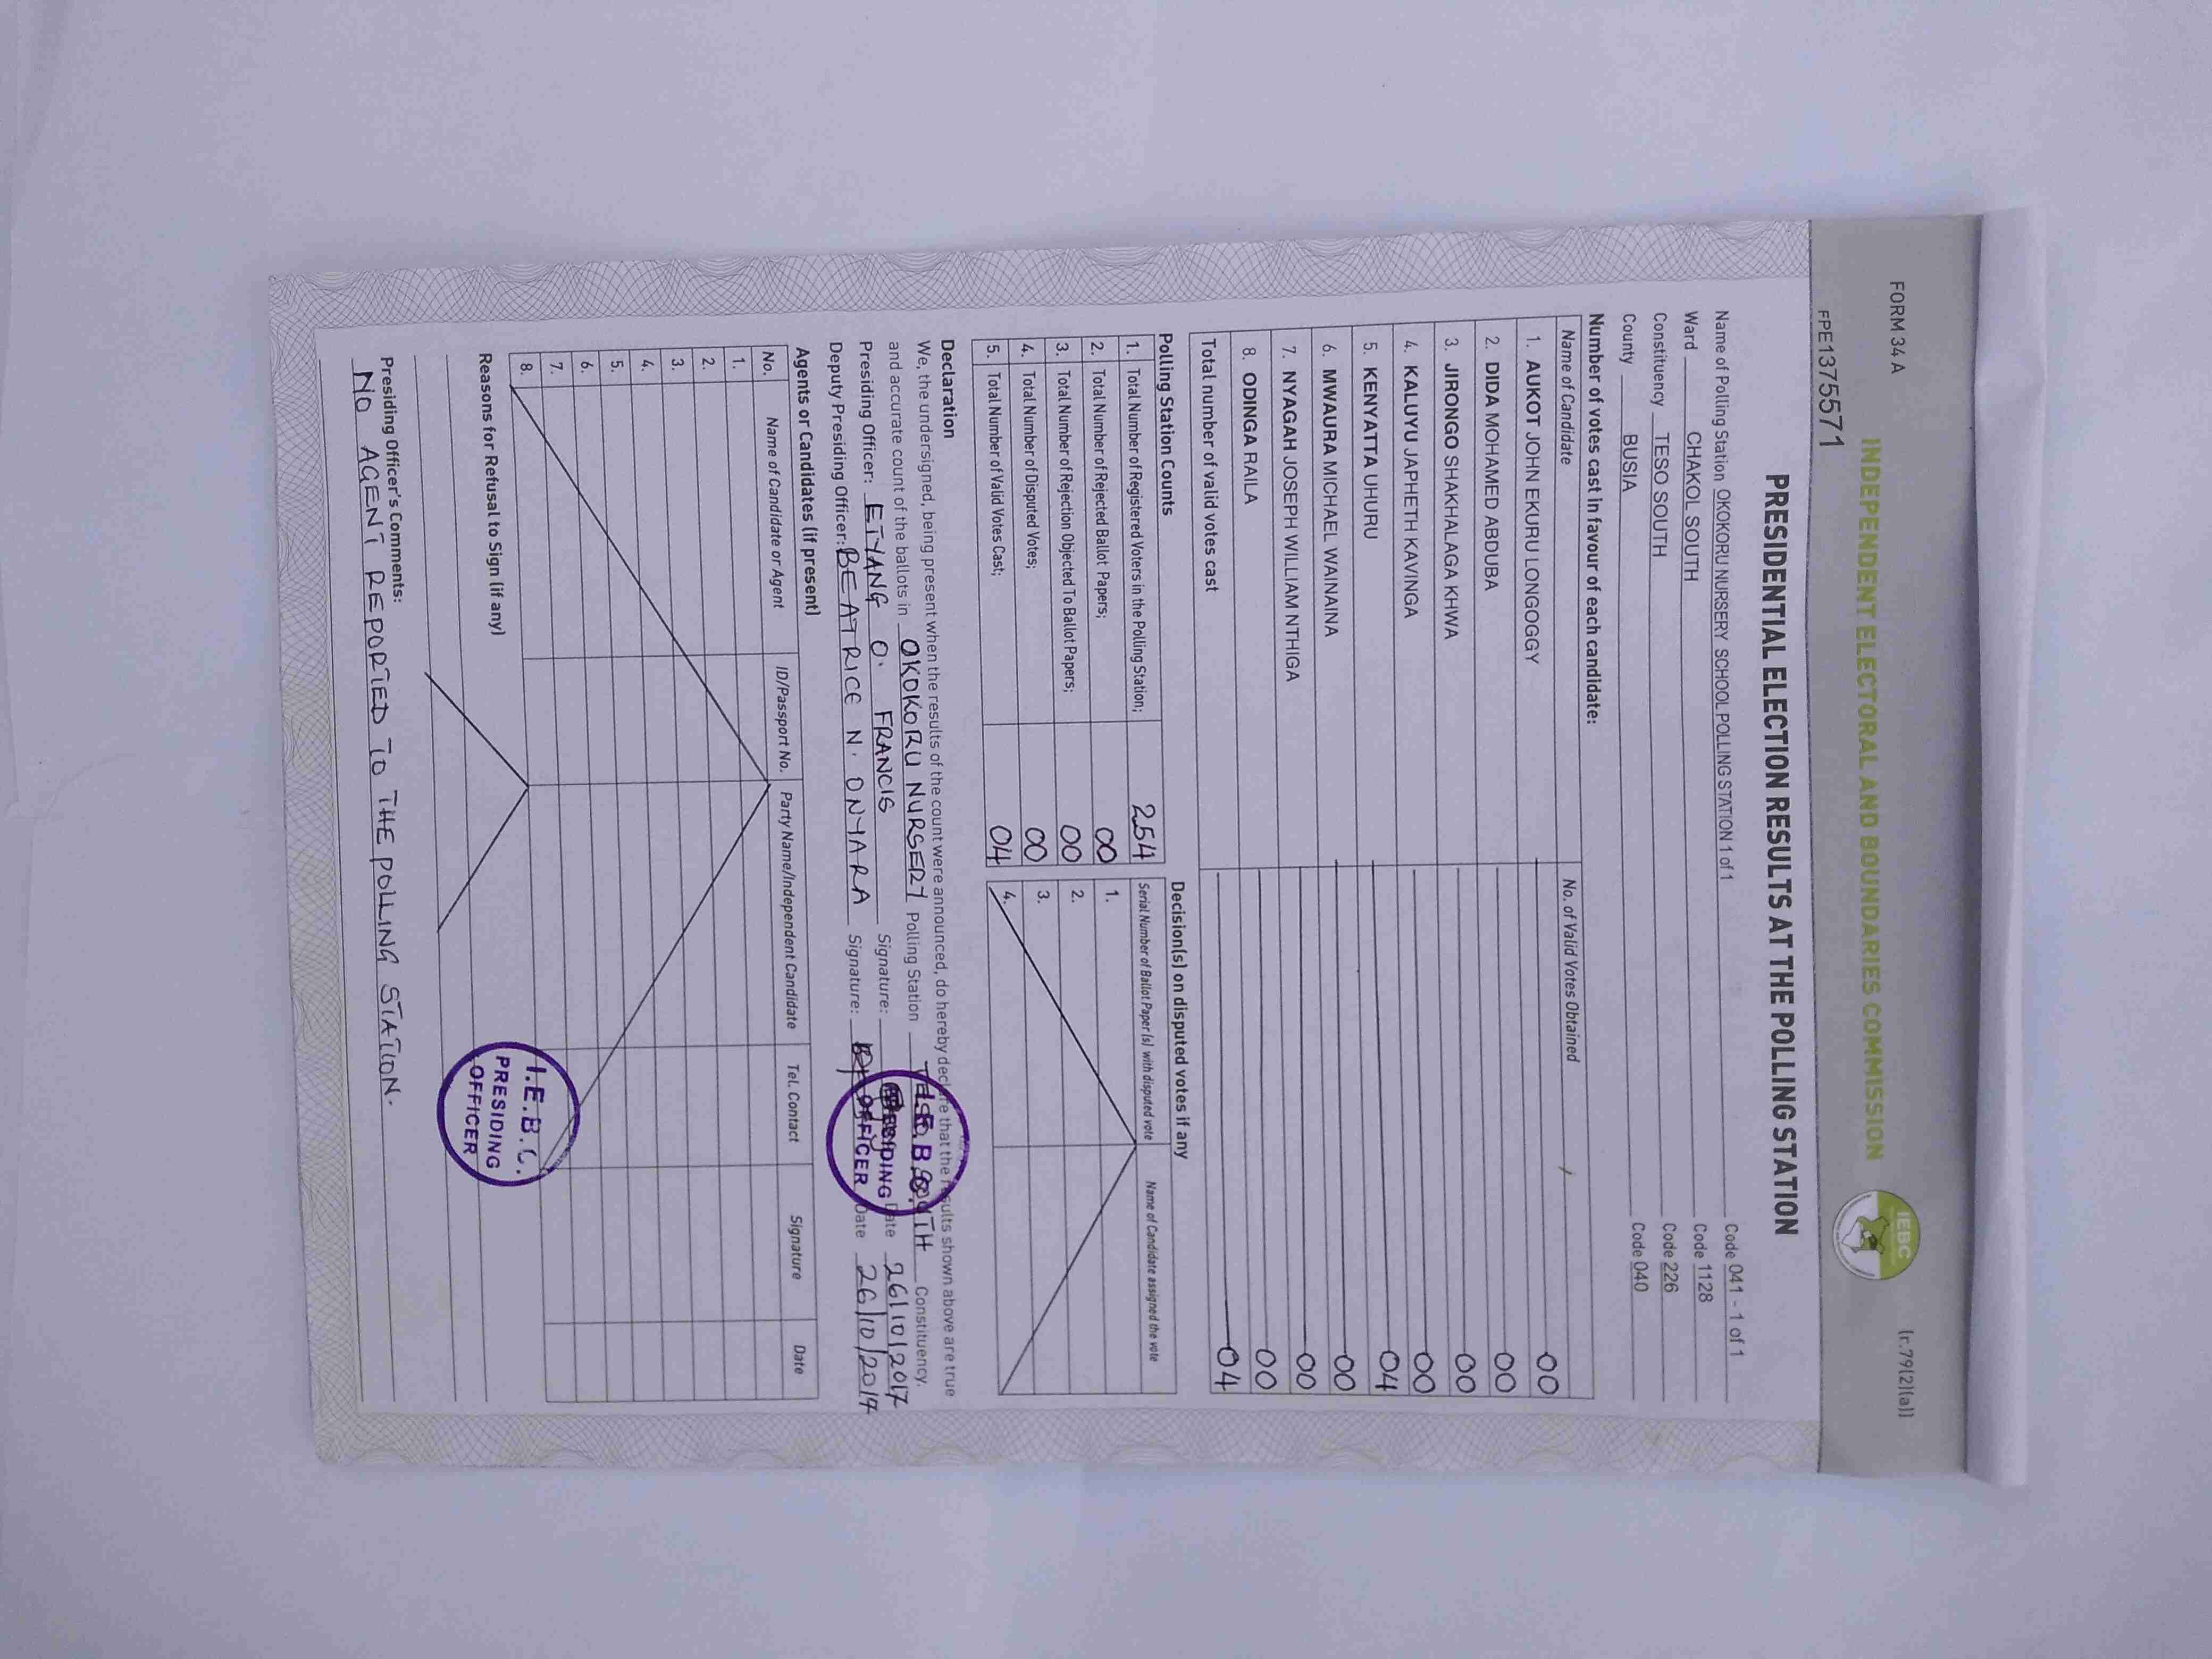 FORM 34 A
(r.79(2)(a))
INDEPENDENT ELECTORAL AND BOUNDARIES COMMISSION
IEBC
FPE1375571
PRESIDENTIAL ELECTION RESULTS AT THE POLLING STATION
Name of Polling Station OKOKORU NURSERY SCHOOL POLLING STATION 1 of 1 Code 041 - 1 of 1
Ward CHAKOL SOUTH Code 1128
Constituency TESO SOUTH Code 226
County BUSIA Code 040
Number of votes cast in favour of each candidate:
Name of Candidate No. of Valid Votes Obtained
1. AUKOT JOHN EKURU LONGOGGY 00
2. DIDA MOHAMED ABDUBA 00
3. JIRONGO SHAKHALAGA KHWA 00
4. KALUYU JAPHETH KAVINGA 00
5. KENYATTA UHURU 04
6. MWAURA MICHAEL WAINAINA 00
7. NYAGAH JOSEPH WILLIAM NTHIGA 00
8. ODINGA RAILA 00
Total number of valid votes cast 04
Polling Station Counts
1. Total Number of Registered Voters in the Polling Station; 254
2. Total Number of Rejected Ballot Papers; 00
3. Total Number of Rejection Objected To Ballot Papers; 00
4. Total Number of Disputed Votes; 00
5. Total Number of Valid Votes Cast; 04
Decision(s) on disputed votes if any
Serial Number of Ballot Paper(s) with disputed vote Name of Candidate assigned the vote
1.
2.
3.
4.
Declaration
We, the undersigned, being present when the results of the count were announced, do hereby declare that the results shown above are true
and accurate count of the ballots in OKOKORU NURSERY Polling Station TESO SOUTH Constituency.
Presiding Officer: ETYANG O. FRANCIS Signature: Date 26/10/2017
Deputy Presiding Officer: BEATRICE N. ONYARA Signature: Date 26/10/2017
I.E.B.C.
PRESIDING
OFFICER
Agents or Candidates (if present)
No. Name of Candidate or Agent ID/Passport No. Party Name/Independent Candidate Tel. Contact Signature Date
1.
2.
3.
4.
5.
6.
7.
8.
Reasons for Refusal to Sign (if any)
I.E.B.C.
PRESIDING
OFFICER
Presiding Officer's Comments:
NO AGENT REPORTED TO THE POLLING STATION.